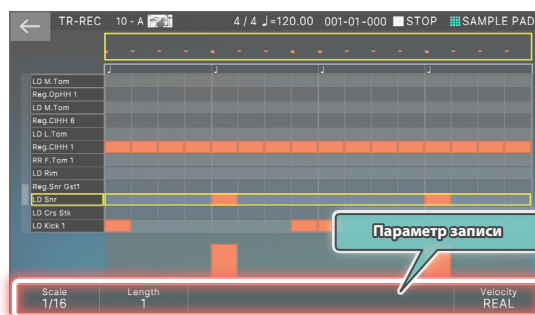 TR-REC 10 - A 4 / 4 ♩=120.00 001-01-000 STOP SAMPLE PAD
LD M.Tom
Reg.OpHH 1
LD M.Tom
Reg.ClHH 6
LD L.Tom
Reg.ClHH 1
RR F.Tom 1
LD Rim
Reg.Snr Gst1
LD Snr
LD Crs Stk
LD Kick 1
Параметр записи
Scale Length Velocity
1/16 1 REAL